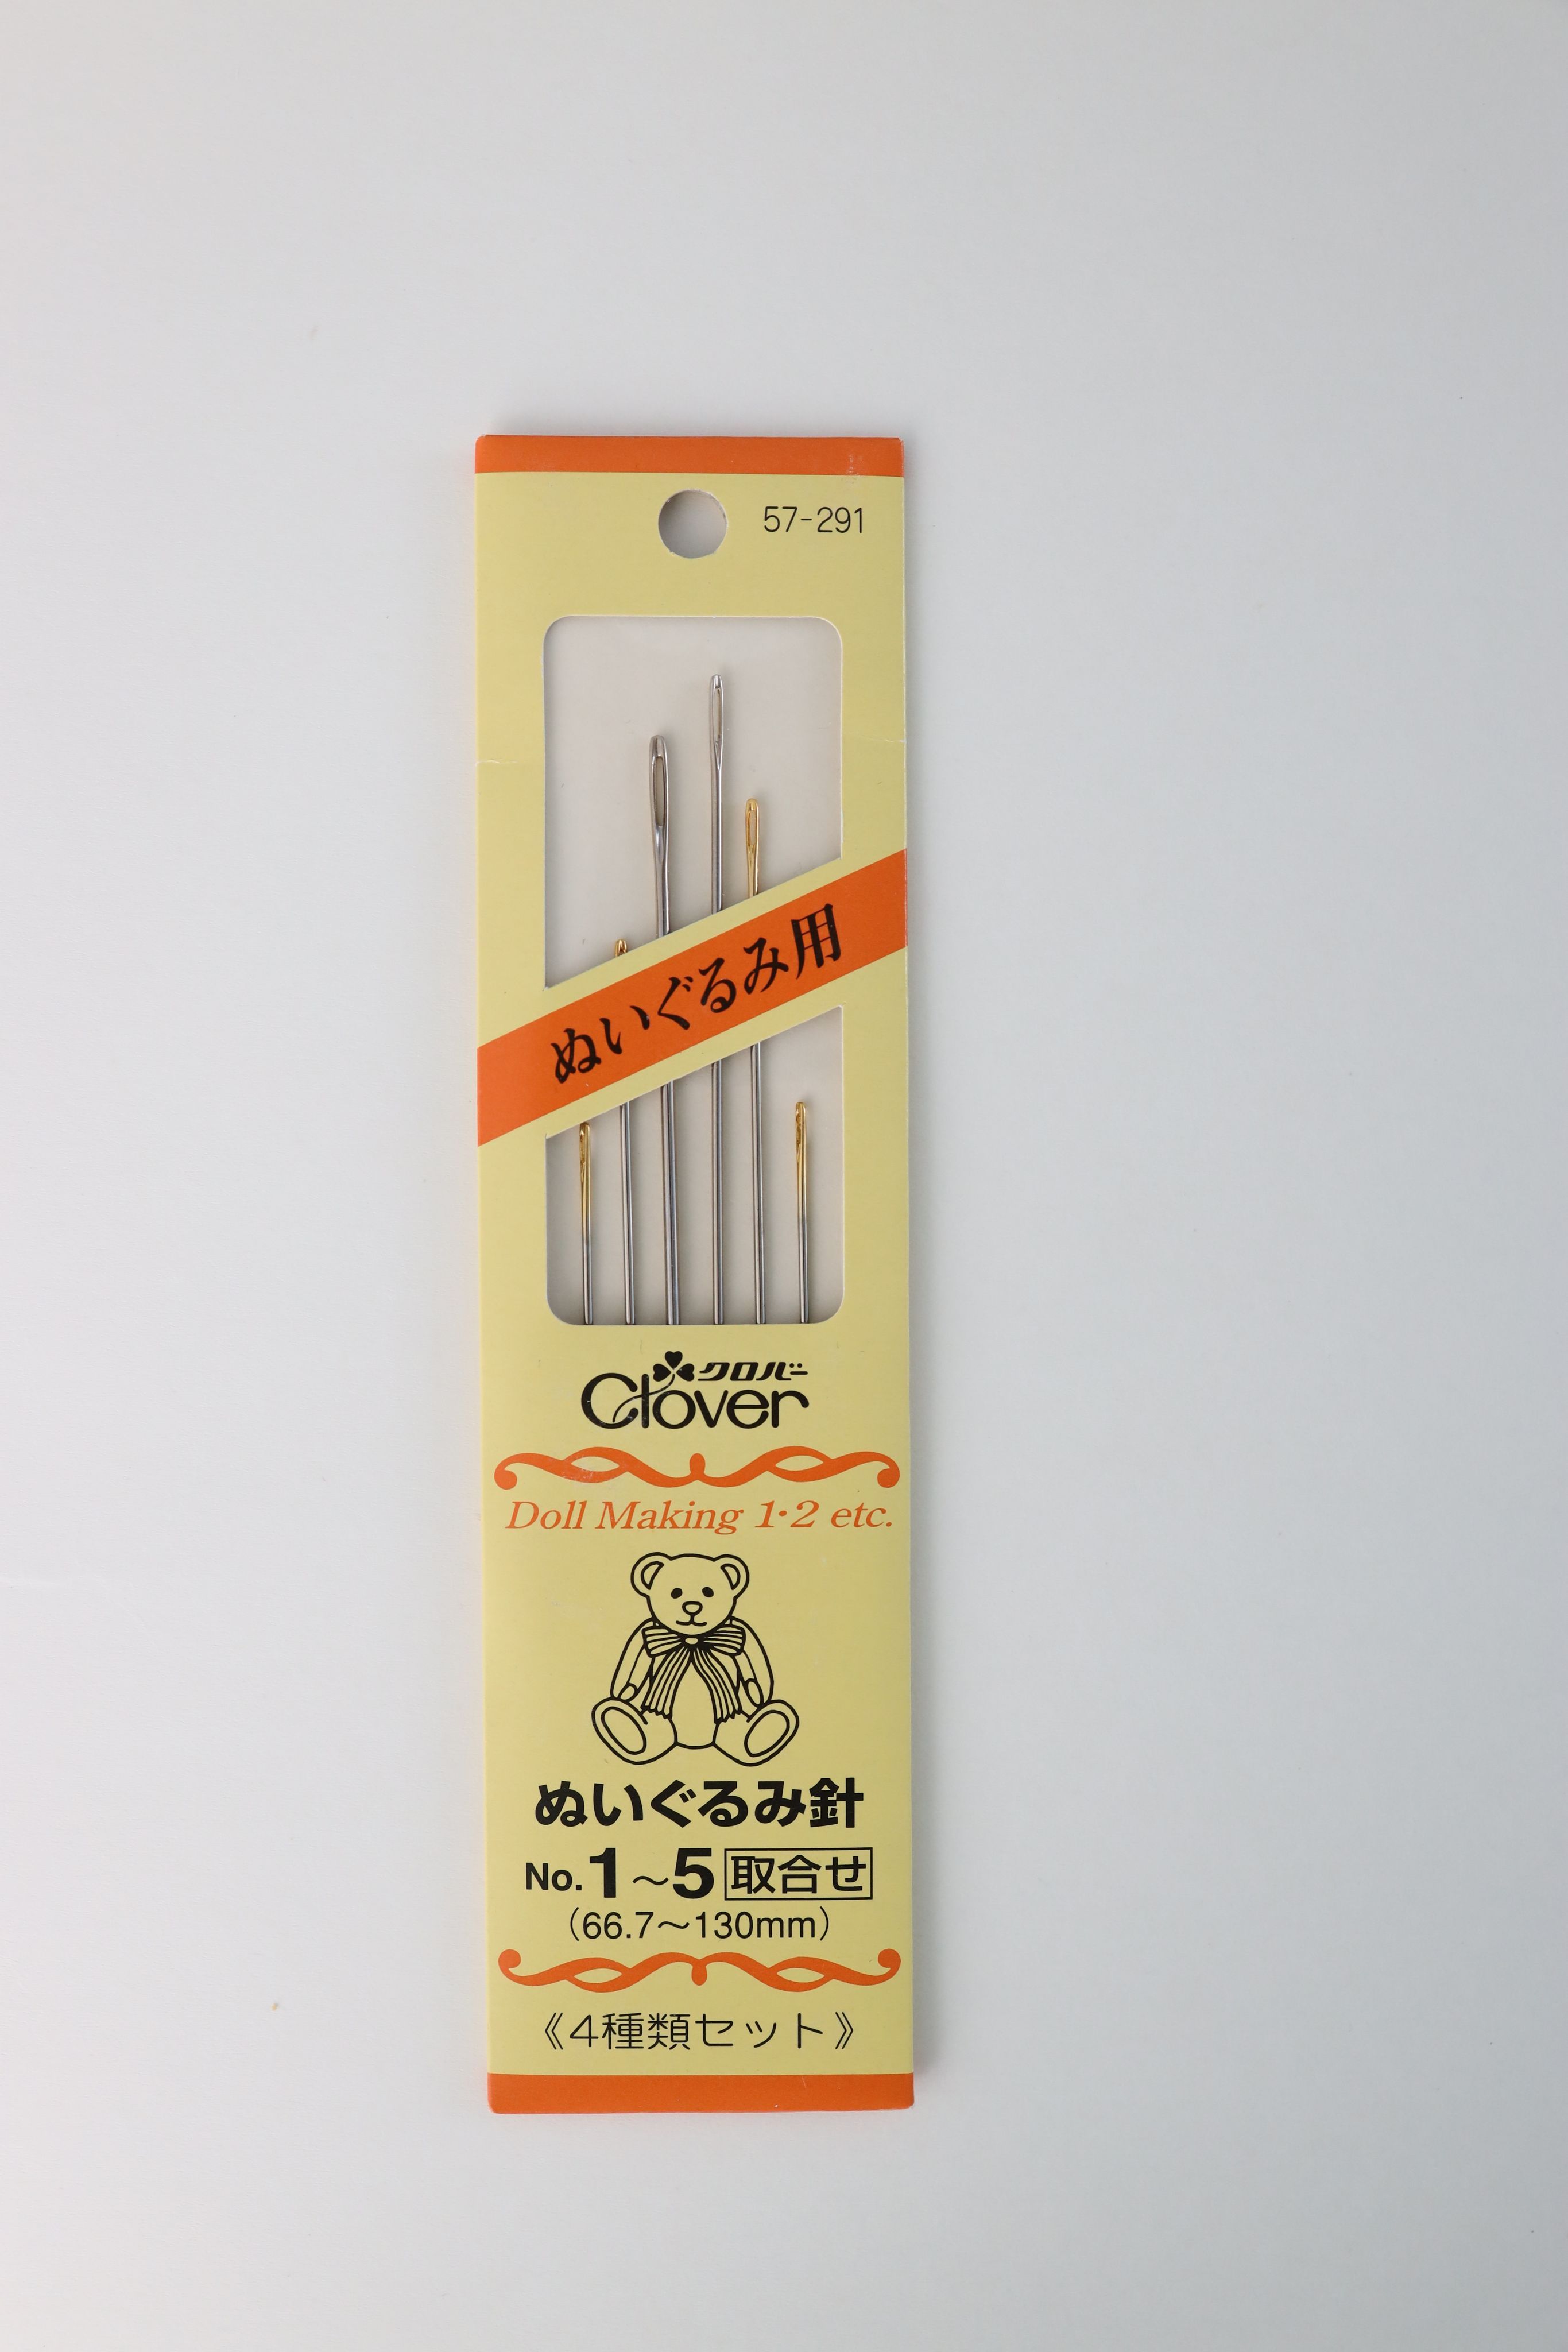 57-291
ぬいぐるみ用
クロバー
Clover
Doll Making 1・2 etc.
ぬいぐるみ針
No.1～5 取合せ
(66.7～130mm)
《4種類セット》